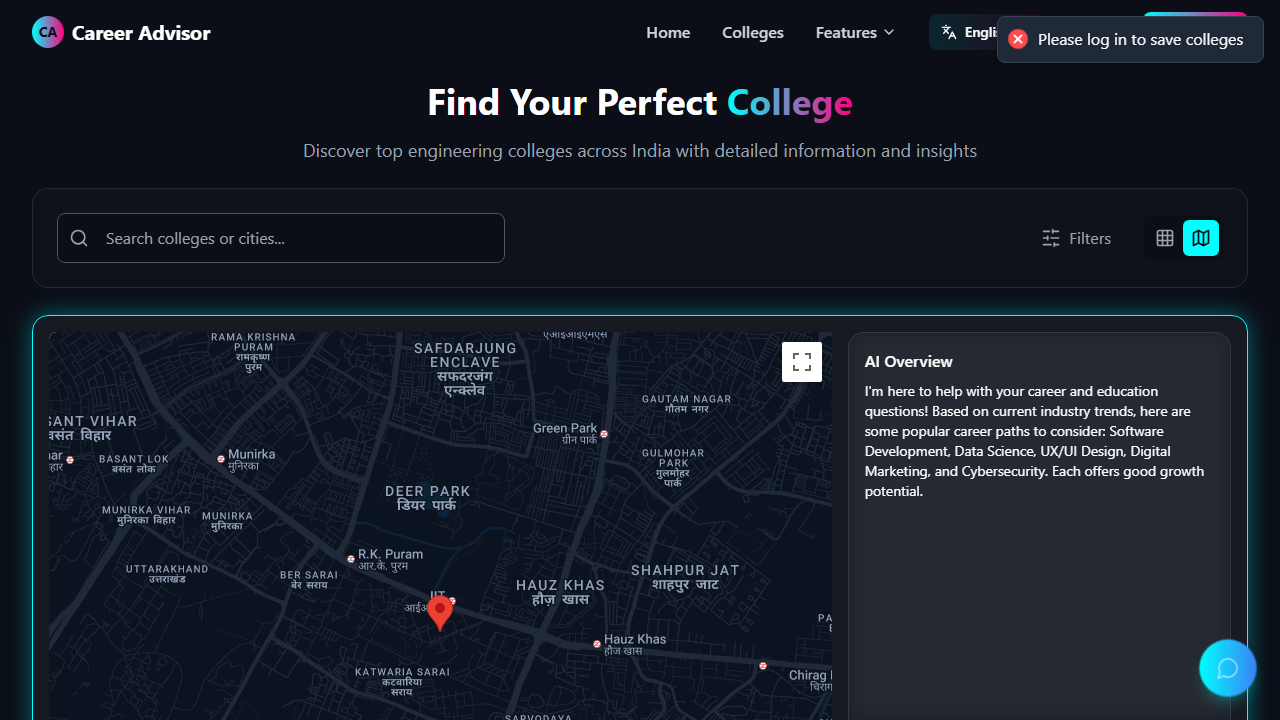 CA Career Advisor
Home
Colleges
Features
Please log in to save colleges
Find Your Perfect College
Discover top engineering colleges across India with detailed information and insights
Search colleges or cities...
Filters
RAMA KRISHNA
PURAM
रामकृष्ण
पुरम
एआइआइएमएस
SAFDARJUNG
ENCLAVE
सफदरजंग
एन्क्लेव
GAUTAM NAGAR
गौतम नगर
VIHAR
वसंत विहार
Green Park
ग्रीन पार्क
Munirka
मुनिरका
BASANT LOK
बसंत लोक
GULMOHAR
PARK
गुलमोहर
पार्क
DEER PARK
डियर पार्क
MUNIRKA VIHAR
मुनिरका विहार
MUNIRKA
मुनिरका
R.K. Puram
आर.के. पुरम
UTTARAKHAND
उत्तराखंड
BER SARAI
बेर सराय
HAUZ KHAS
हौज़ खास
SHAHPUR JAT
शाहपुर जाट
IIT
Hauz Khas
हौज खास
KATWARIA SARAI
कटवारिया
सराय
Chirag
SARVODAYA
AI Overview
I'm here to help with your career and education
questions! Based on current industry trends, here are
some popular career paths to consider: Software
Development, Data Science, UX/UI Design, Digital
Marketing, and Cybersecurity. Each offers good growth
potential.